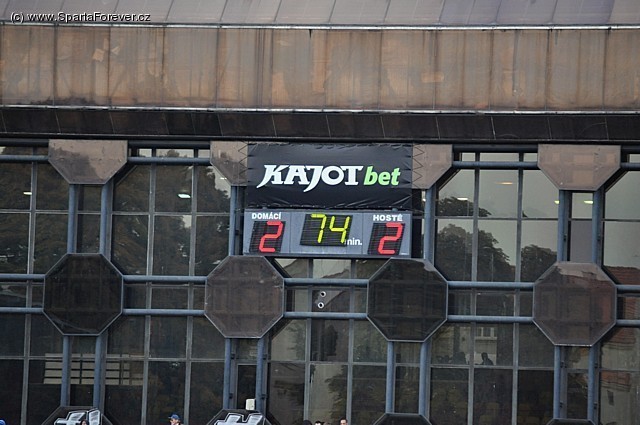 (c) www.SpartaForever.cz
KAJOT bet
DOMÁCÍ HOSTÉ
2 74 min. 2